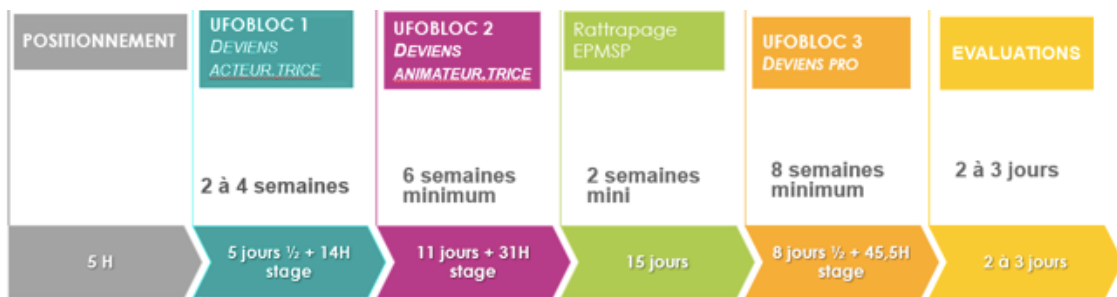 POSITIONNEMENT
UFOBLOC 1
DEVIENS
ACTEUR.TRICE
UFOBLOC 2
DEVIENS
ANIMATEUR.TRICE
Rattrapage
EPMSP
UFOBLOC 3
DEVIENS PRO
EVALUATIONS
2 à 4 semaines
6 semaines
minimum
2 semaines
mini
8 semaines
minimum
2 à 3 jours
5 H
5 jours ½ + 14H
stage
11 jours + 31H
stage
15 jours
8 jours ½ + 45,5H
stage
2 à 3 jours